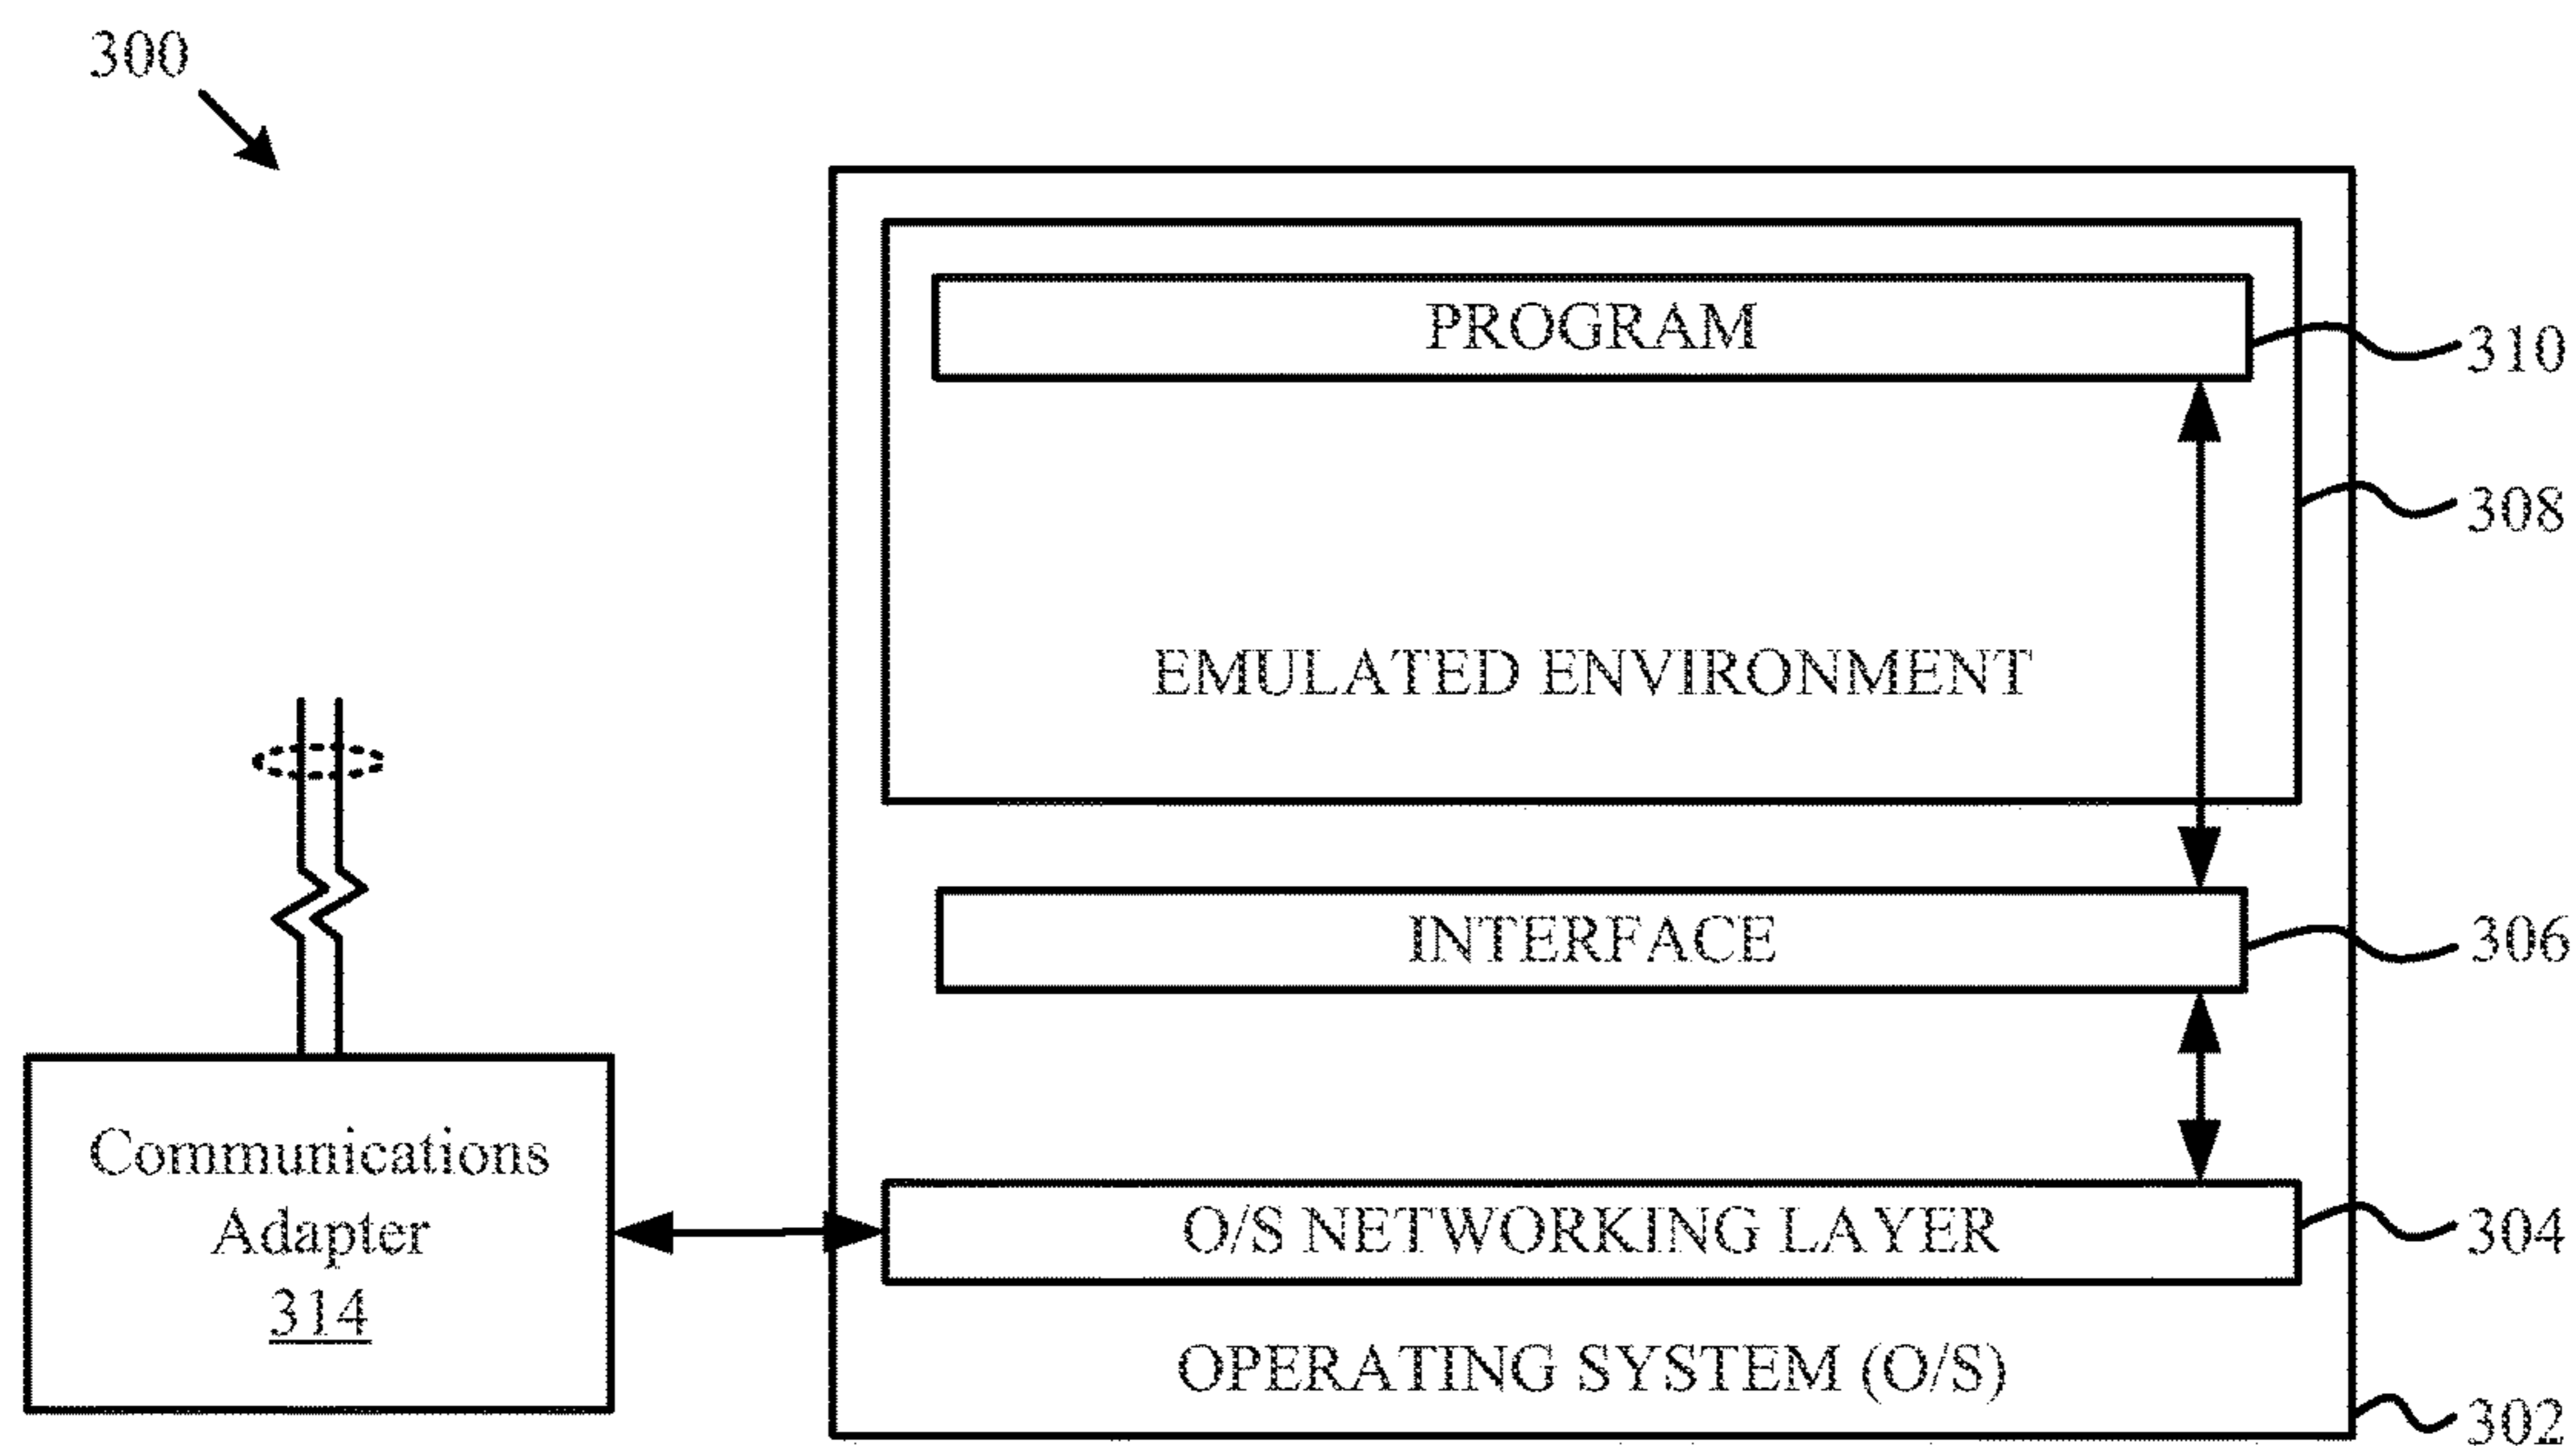 300
PROGRAM
310
308
EMULATED ENVIRONMENT
INTERFACE
306
Communications
Adapter
314
O/S NETWORKING LAYER
304
OPERATING SYSTEM (O/S)
302